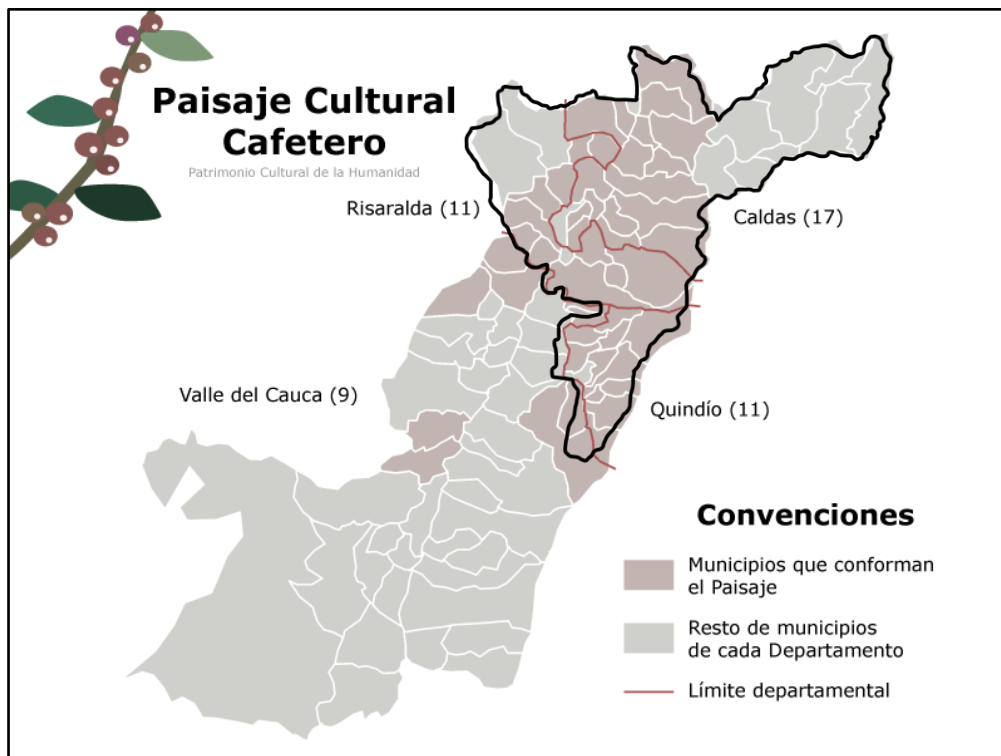 Paisaje Cultural
Cafetero
Patrimonio Cultural de la Humanidad
Risaralda (11)
Caldas (17)
Valle del Cauca (9)
Quindío (11)
Convenciones
Municipios que conforman
el Paisaje
Resto de municipios
de cada Departamento
Límite departamental